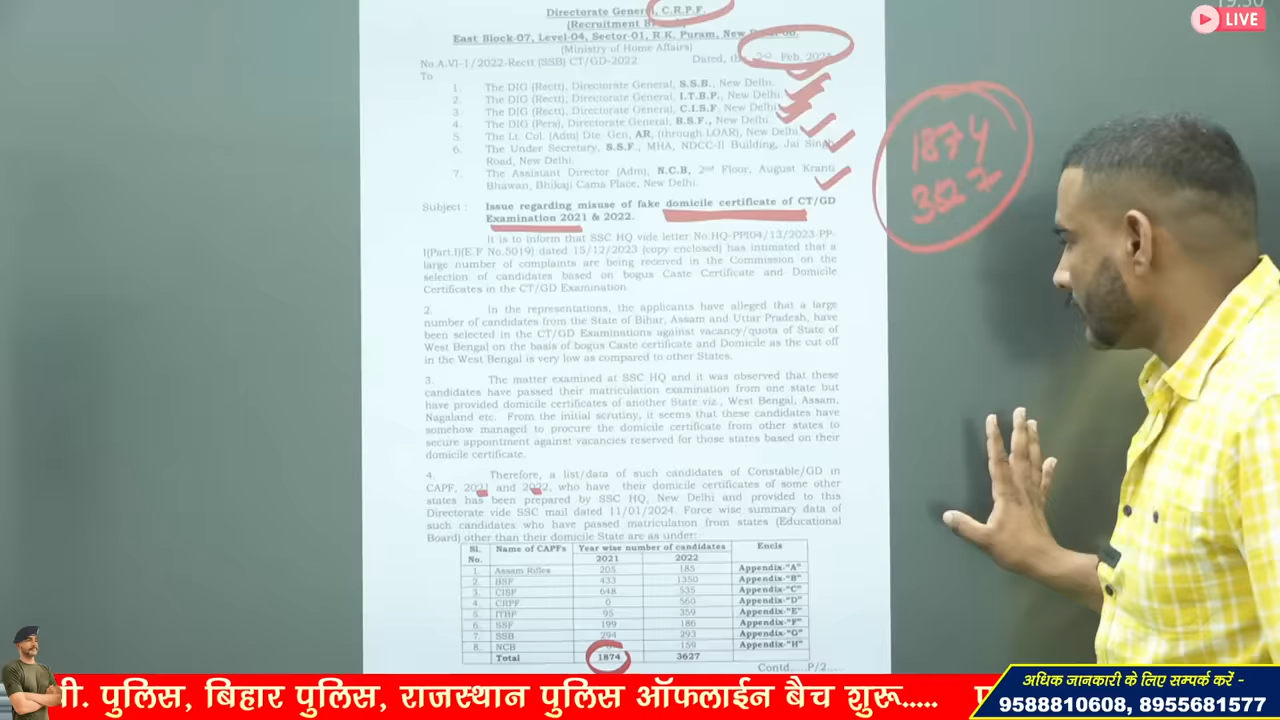 19:30
LIVE
Directorate General, C.R.P.F.
(Recruitment
East Block-07, Level-04, Sector-01, R.K. Puram, New
(Ministry of Home Affairs)
No.A.VI-1/2022-Rectt (SSB) CT/GD-2022 Dated, the 2nd Feb, 2024
To
1. The DIG (Rectt), Directorate General, S.S.B., New Delhi.
2. The DIG (Rectt), Directorate General, I.T.B.P., New Delhi.
3. The DIG (Rectt), Directorate General, C.I.S.F, New Delhi
4. The DIG (Pers), Directorate General, B.S.F., New Delhi.
5. The Lt. Col (Adm) Dte Gen, AR, (through LOAR), New Delhi
6. The Under Secretary, S.S.F., MHA, NDCC-II Building, Jai Singh
Road, New Delhi.
7. The Assistant Director (Adm), N.C.B, 2nd Floor, August Kranti
Bhawan, Bhikaji Cama Place, New Delhi.
1874
3627
Subject : Issue regarding misuse of fake domicile certificate of CT/GD
Examination 2021 & 2022.
It is to inform that SSC HQ vide letter No.HQ-PPI04/13/2023-PP-
I(Part.I)(E.F No.5019) dated 15/12/2023 (copy enclosed) has intimated that a
large number of complaints are being received in the Commission on the
selection of candidates based on bogus Caste Certificate and Domicile
Certificates in the CT/GD Examination.
2. In the representations, the applicants have alleged that a large
number of candidates from the State of Bihar, Assam and Uttar Pradesh, have
been selected in the CT/GD Examinations against vacancy/quota of State of
West Bengal on the basis of bogus Caste certificate and Domicile as the cut off
in the West Bengal is very low as compared to other States.
3. The matter examined at SSC HQ and it was observed that these
candidates have passed their matriculation examination from one state but
have provided domicile certificates of another State viz., West Bengal, Assam,
Nagaland etc. From the initial scrutiny, it seems that these candidates have
somehow managed to procure the domicile certificate from other states to
secure appointment against vacancies reserved for those states based on their
domicile certificate.
4. Therefore, a list/data of such candidates of Constable/GD in
CAPF, 2021 and 2022, who have their domicile certificates of some other
states has been prepared by SSC HQ, New Delhi and provided to this
Directorate vide SSC mail dated 11/01/2024. Force wise summary data of
such candidates who have passed matriculation from states (Educational
Board) other than their domicile State are as under:
Sl. No. Name of CAPFs Year wise number of candidates Encls
2021 2022
1. Assam Rifles 205 185 Appendix-"A"
2. BSF 433 1350 Appendix-"B"
3. CISF 648 535 Appendix-"C"
4. CRPF 0 560 Appendix-"D"
5. ITBP 95 359 Appendix-"E"
6. SSF 199 186 Appendix-"F"
7. SSB 294 293 Appendix-"G"
8. NCB 159 Appendix-"H"
Total 1874 3627
Contd.....P/2.....
पी. पुलिस, बिहार पुलिस, राजस्थान पुलिस ऑफलाईन बैच शुरू.....
अधिक जानकारी के लिए सम्पर्क करें -
9588810608, 8955681577